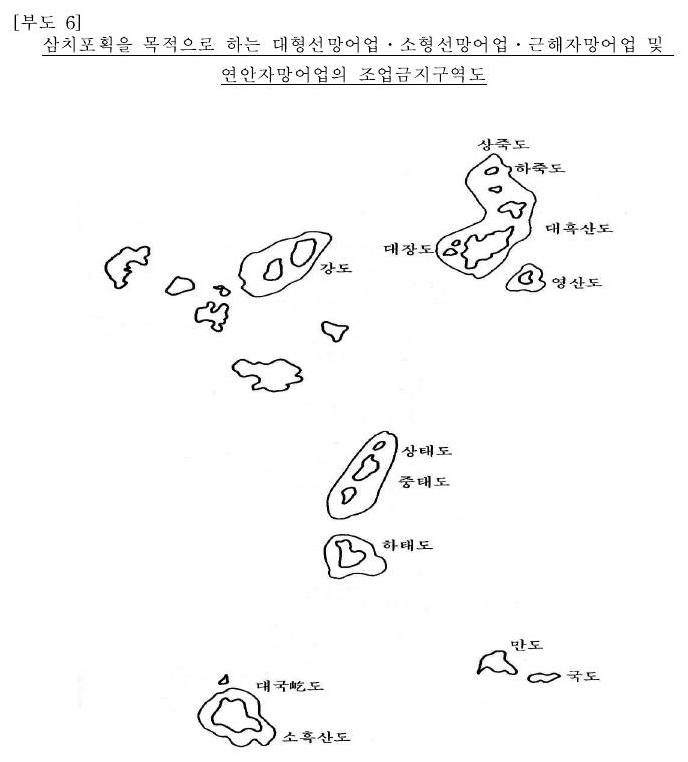 [부도 6]
삼치포획을 목적으로 하는 대형선망어업·소형선망어업·근해자망어업 및
연안자망어업의 조업금지구역도
상죽도
하죽도
대흑산도
대장도
영산도
강도
상태도
중태도
하태도
만도
국도
대국屹도
소흑산도